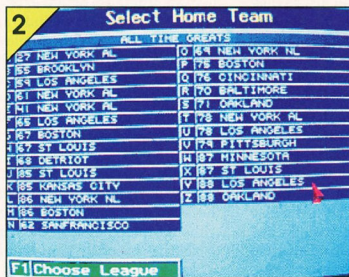 2
Select Home Team
ALL TIME GREATS
27 NEW YORK AL
55 BROOKLYN
59 LOS ANGELES
61 NEW YORK AL
41 NEW YORK AL
65 LOS ANGELES
67 BOSTON
H 67 ST LOUIS
I 68 DETRIOT
J 85 ST LOUIS
K 85 KANSAS CITY
L 86 NEW YORK NL
M 86 BOSTON
N 62 SANFRANCISCO
O 69 NEW YORK NL
P 75 BOSTON
Q 76 CINCINNATI
R 70 BALTIMORE
S 71 OAKLAND
T 78 NEW YORK AL
U 78 LOS ANGELES
V 79 PITTSBURGH
W 87 MINNESOTA
X 87 ST LOUIS
Y 88 LOS ANGELES
Z 88 OAKLAND
F1 Choose League